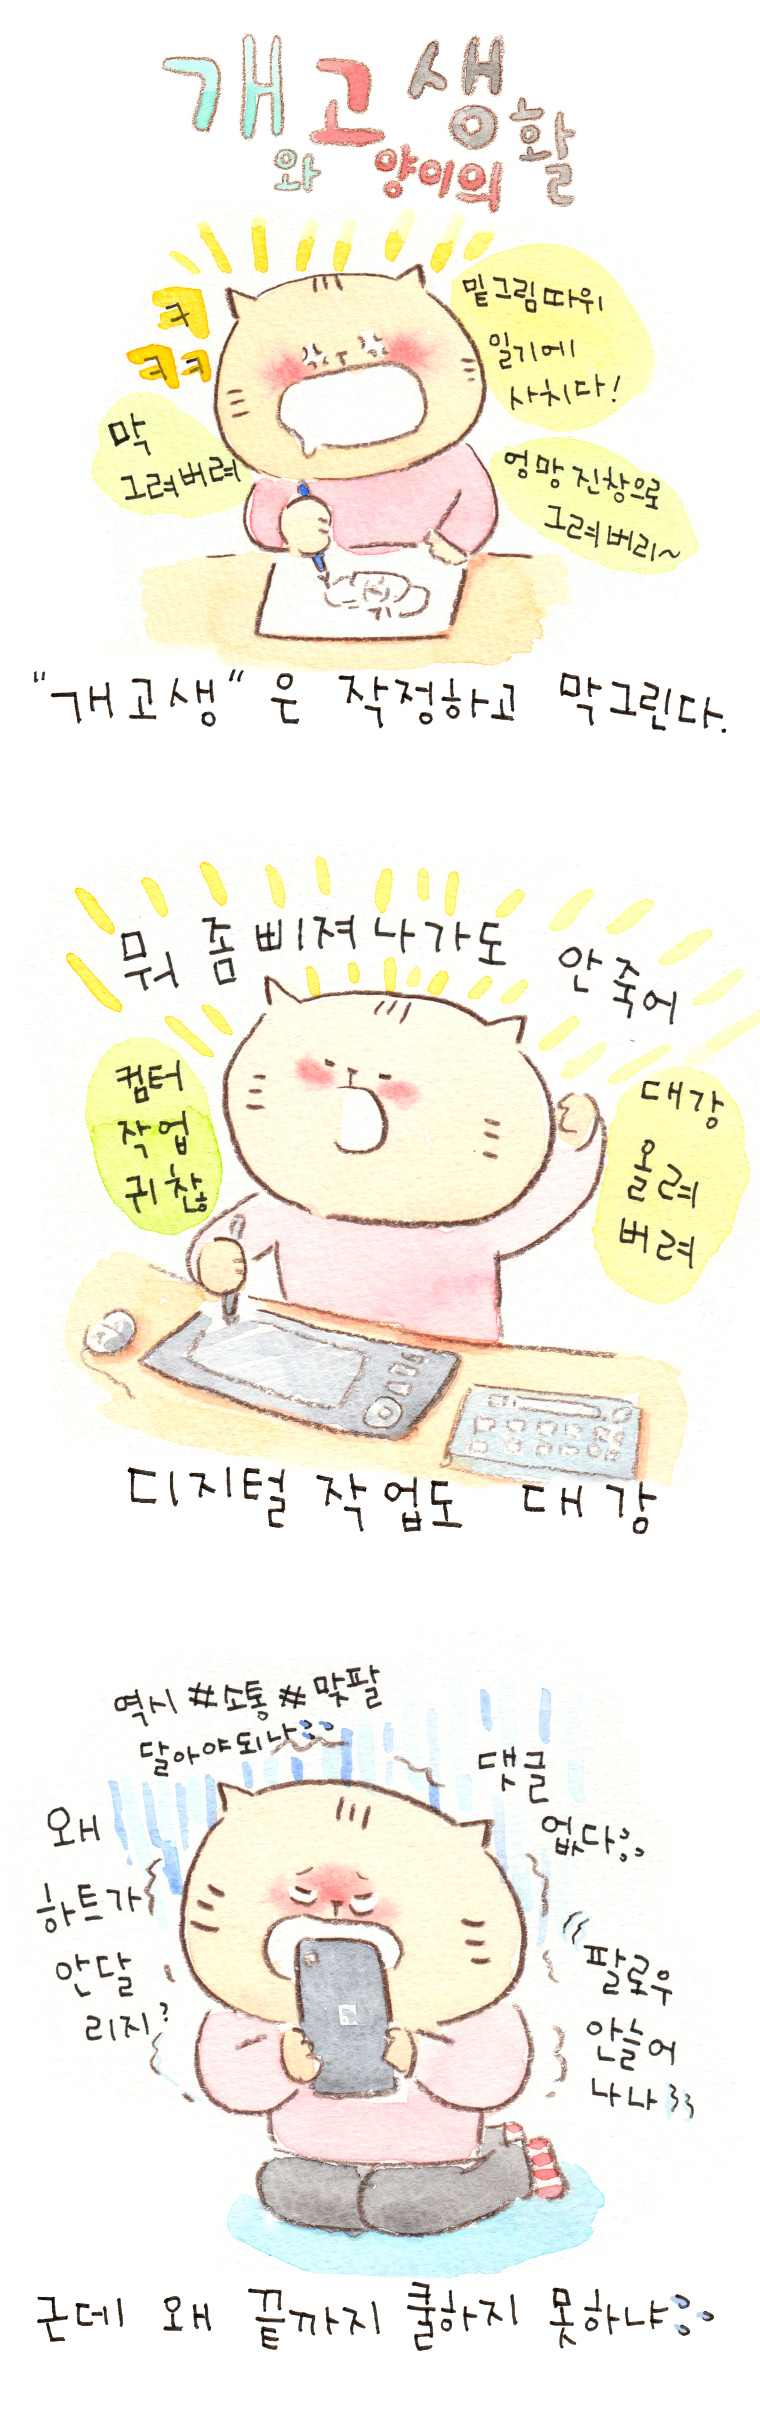 개와 고양이의 생활
ㅋ
ㅋㅋ
밑그림따위
일기에
사치다!
막
그려버려
엉망진창으로
그려버리~
"개고생"은 작정하고 막그린다.
뭐 좀 삐져나가도 안죽어
컴터
작업
귀찮
대강
올려
버려
디지털 작업도 대강
역시 #소통 #맞팔
달아야되나
댓글
없다
왜
하트가
안달
리지?
팔로우
안늘어
나나
근데 왜 끝까지 쿨하지 못하냐